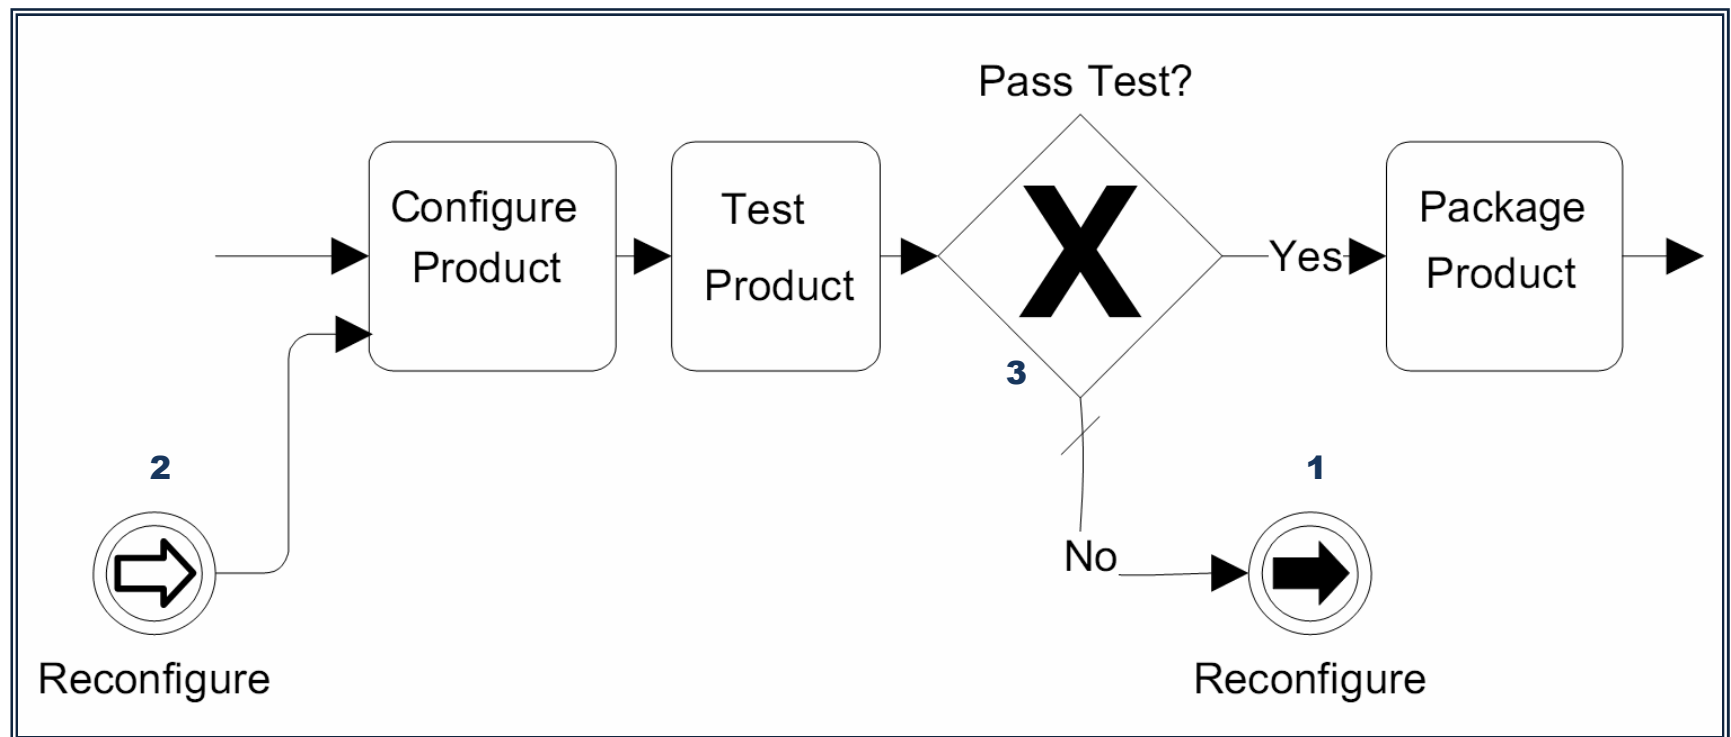 Pass Test?
Configure
Product
Test
Product
Yes
Package
Product
3
2
1
No
Reconfigure
Reconfigure